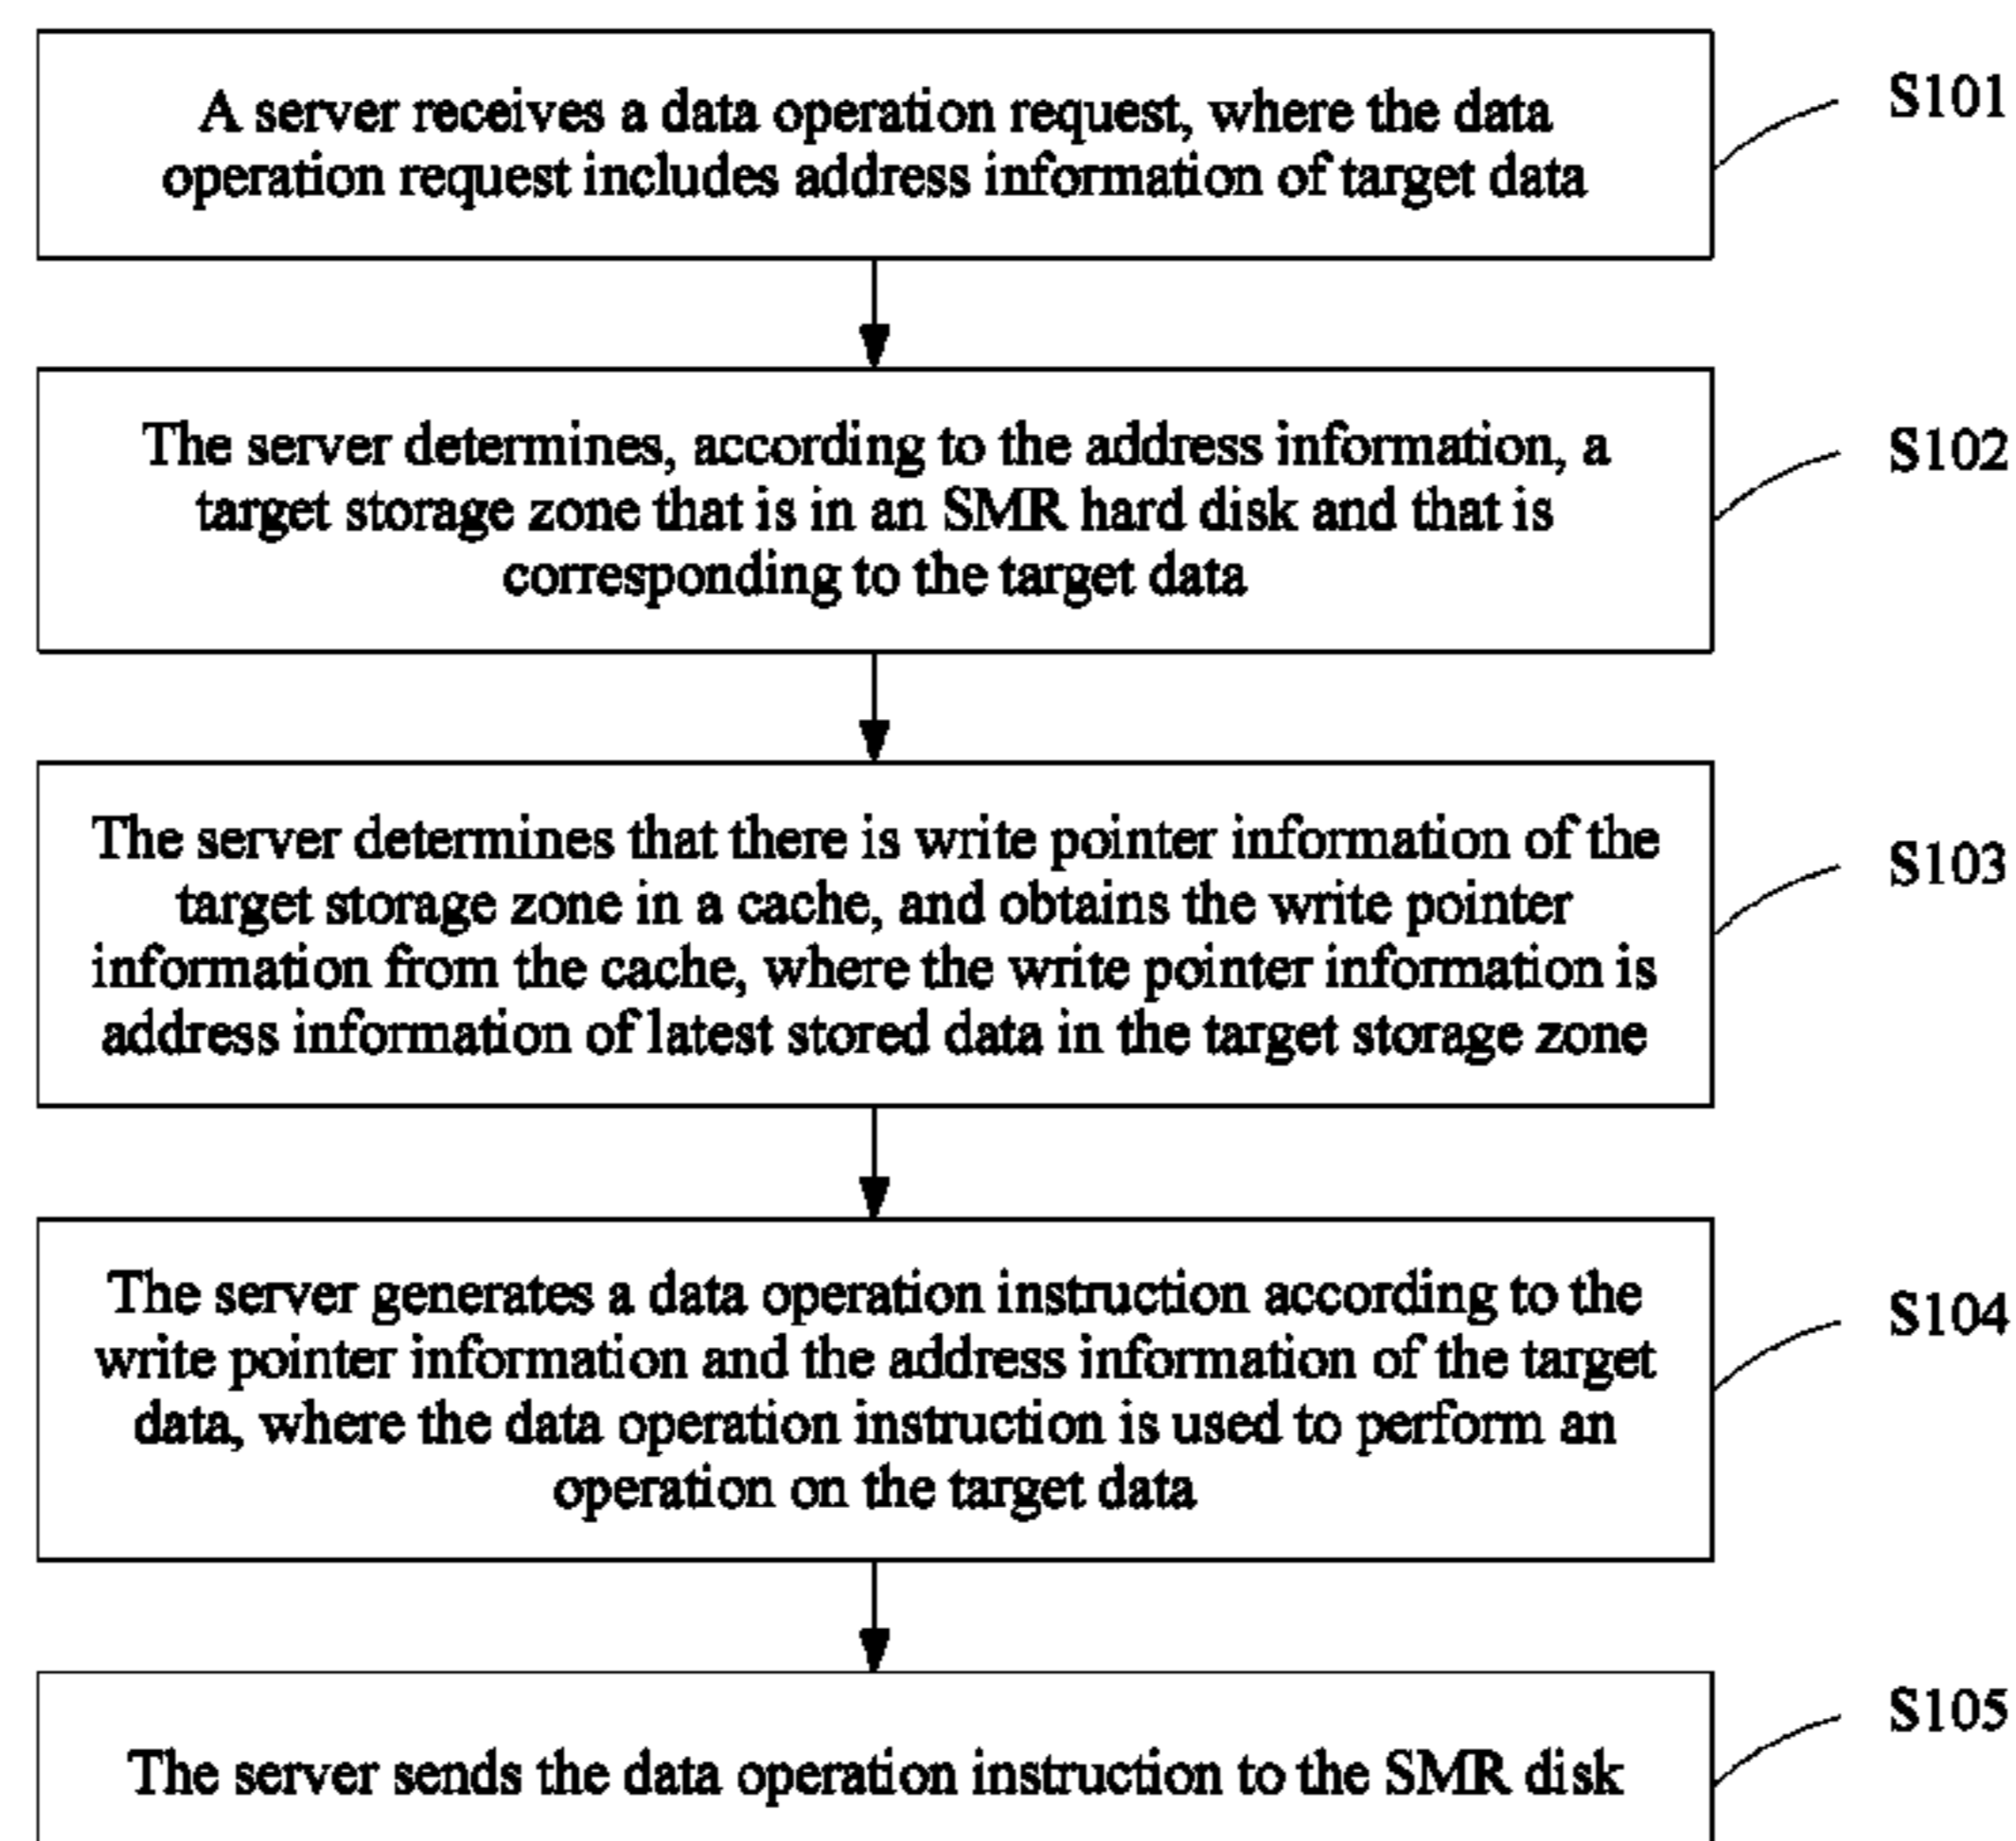 A server receives a data operation request, where the data
operation request includes address information of target data
S101
The server determines, according to the address information, a
target storage zone that is in an SMR hard disk and that is
corresponding to the target data
S102
The server determines that there is write pointer information of the
target storage zone in a cache, and obtains the write pointer
information from the cache, where the write pointer information is
address information of latest stored data in the target storage zone
S103
The server generates a data operation instruction according to the
write pointer information and the address information of the target
data, where the data operation instruction is used to perform an
operation on the target data
S104
The server sends the data operation instruction to the SMR disk
S105